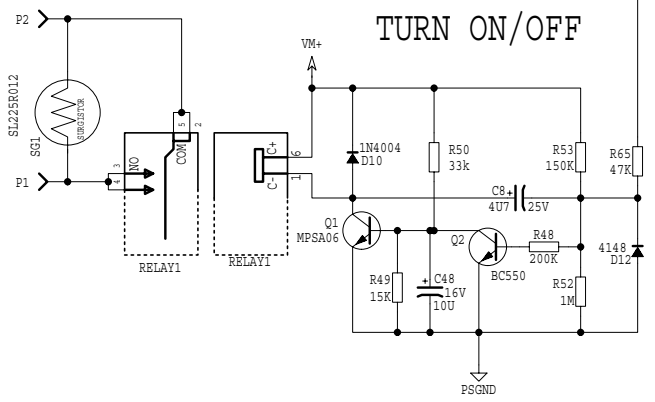 TURN ON/OFF
P2
VM+
SL225R012
SG1
SURGISTOR
5
2
COM
NO
3
4
P1
RELAY1
C+
6
C-
1
RELAY1
1N4004
D10
R50
33k
R53
150K
R65
47K
C8
+
4U7
25V
Q1
MPSA06
Q2
BC550
R48
200K
4148
D12
R49
15K
+
C48
16V
10U
R52
1M
PSGND